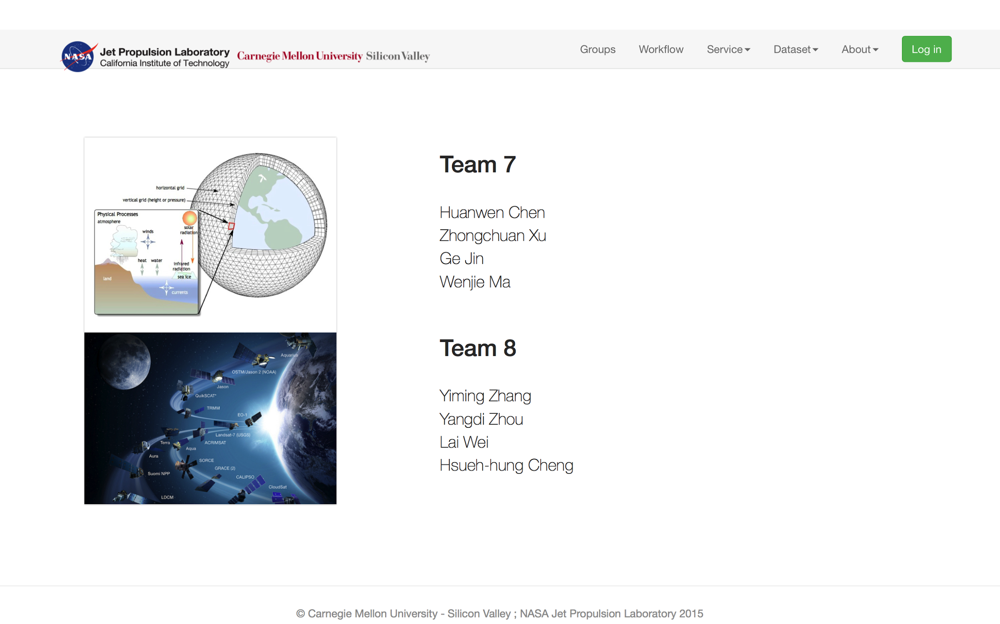 NASA
Jet Propulsion Laboratory
California Institute of Technology
Carnegie Mellon University Silicon Valley
Groups
Workflow
Service
Dataset
About
Log in
horizontal grid
vertical grid (height or pressure)
Physical Processes
atmosphere
solar
radiation
winds
heat
water
infrared
radiation
sea ice
land
currents
Aquarius
OSTM/Jason 2 (NOAA)
Jason
QuikSCAT*
TRMM
EO-1
Landsat-7 (USGS)
Terra
ACRIMSAT
Aqua
Aura
SORCE
GRACE (2)
Suomi NPP
CALIPSO
CloudSat
LDCM
Team 7
Huanwen Chen
Zhongchuan Xu
Ge Jin
Wenjie Ma
Team 8
Yiming Zhang
Yangdi Zhou
Lai Wei
Hsueh-hung Cheng
© Carnegie Mellon University - Silicon Valley ; NASA Jet Propulsion Laboratory 2015